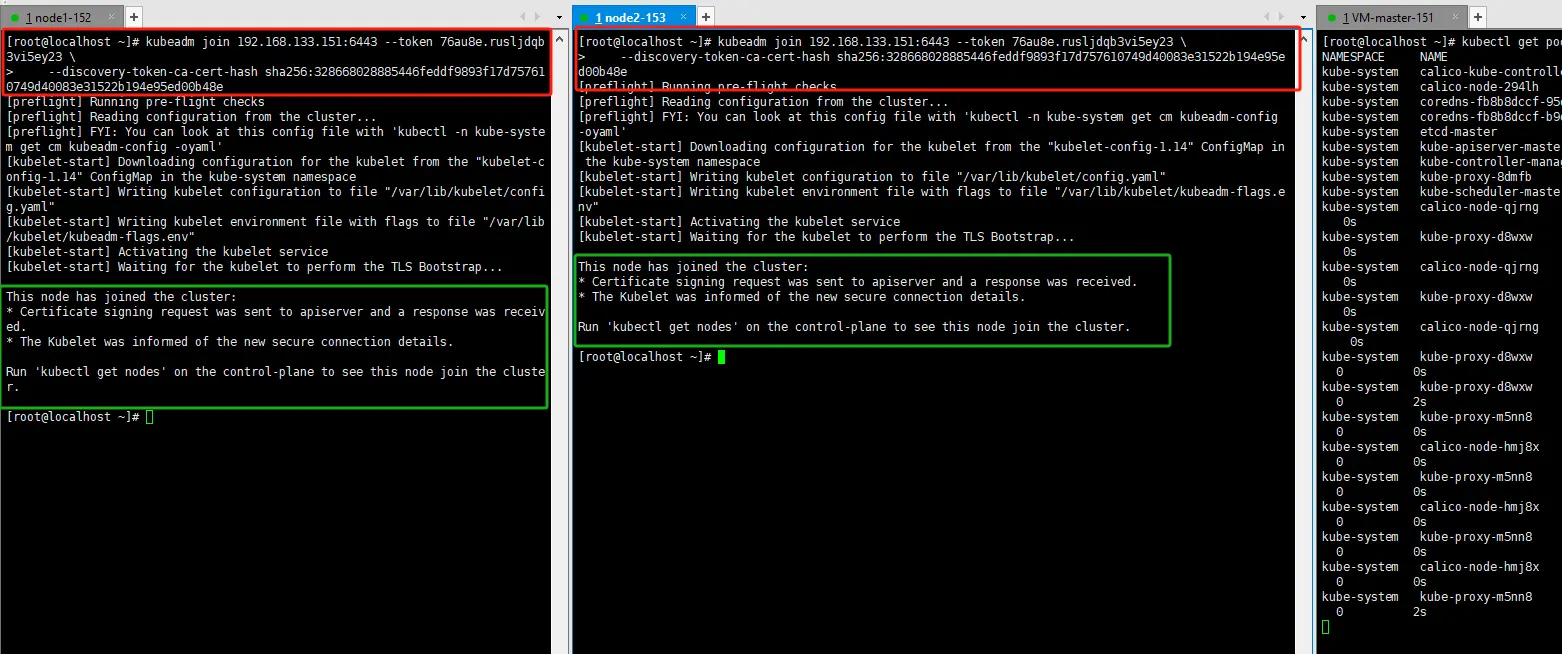 1 node1-152
[root@localhost ~]# kubeadm join 192.168.133.151:6443 --token 76au8e.rusljdqb
3vi5ey23 \
>     --discovery-token-ca-cert-hash sha256:328668028885446feddf9893f17d75761
0749d40083e31522b194e95ed00b48e
[preflight] Running pre-flight checks
[preflight] Reading configuration from the cluster...
[preflight] FYI: You can look at this config file with 'kubectl -n kube-syste
m get cm kubeadm-config -oyaml'
[kubelet-start] Downloading configuration for the kubelet from the "kubelet-c
onfig-1.14" ConfigMap in the kube-system namespace
[kubelet-start] Writing kubelet configuration to file "/var/lib/kubelet/confi
g.yaml"
[kubelet-start] Writing kubelet environment file with flags to file "/var/lib
/kubelet/kubeadm-flags.env"
[kubelet-start] Activating the kubelet service
[kubelet-start] Waiting for the kubelet to perform the TLS Bootstrap...
This node has joined the cluster:
* Certificate signing request was sent to apiserver and a response was receiv
ed.
* The Kubelet was informed of the new secure connection details.
Run 'kubectl get nodes' on the control-plane to see this node join the cluste
r.
[root@localhost ~]#
1 node2-153
[root@localhost ~]# kubeadm join 192.168.133.151:6443 --token 76au8e.rusljdqb3vi5ey23 \
>     --discovery-token-ca-cert-hash sha256:328668028885446feddf9893f17d757610749d40083e31522b194e95e
d00b48e
[preflight] Running pre-flight checks
[preflight] Reading configuration from the cluster...
[preflight] FYI: You can look at this config file with 'kubectl -n kube-system get cm kubeadm-config
-oyaml'
[kubelet-start] Downloading configuration for the kubelet from the "kubelet-config-1.14" ConfigMap in
the kube-system namespace
[kubelet-start] Writing kubelet configuration to file "/var/lib/kubelet/config.yaml"
[kubelet-start] Writing kubelet environment file with flags to file "/var/lib/kubelet/kubeadm-flags.e
nv"
[kubelet-start] Activating the kubelet service
[kubelet-start] Waiting for the kubelet to perform the TLS Bootstrap...
This node has joined the cluster:
* Certificate signing request was sent to apiserver and a response was received.
* The Kubelet was informed of the new secure connection details.
Run 'kubectl get nodes' on the control-plane to see this node join the cluster.
[root@localhost ~]#
1 VM-master-151
[root@localhost ~]# kubectl get po
NAMESPACE     NAME
kube-system   calico-kube-controlle
kube-system   calico-node-294lh
kube-system   coredns-fb8b8dccf-95
kube-system   coredns-fb8b8dccf-b9
kube-system   etcd-master
kube-system   kube-apiserver-maste
kube-system   kube-controller-mana
kube-system   kube-proxy-8dmfb
kube-system   kube-scheduler-maste
kube-system   calico-node-qjrng
0s
kube-system   kube-proxy-d8wxw
0s
kube-system   calico-node-qjrng
0s
kube-system   kube-proxy-d8wxw
0s
kube-system   calico-node-qjrng
0s
kube-system   kube-proxy-d8wxw
0          0s
kube-system   kube-proxy-d8wxw
0          2s
kube-system   kube-proxy-m5nn8
0          0s
kube-system   calico-node-hmj8x
0          0s
kube-system   kube-proxy-m5nn8
0          0s
kube-system   calico-node-hmj8x
0          0s
kube-system   kube-proxy-m5nn8
0          0s
kube-system   calico-node-hmj8x
0          0s
kube-system   kube-proxy-m5nn8
0          2s